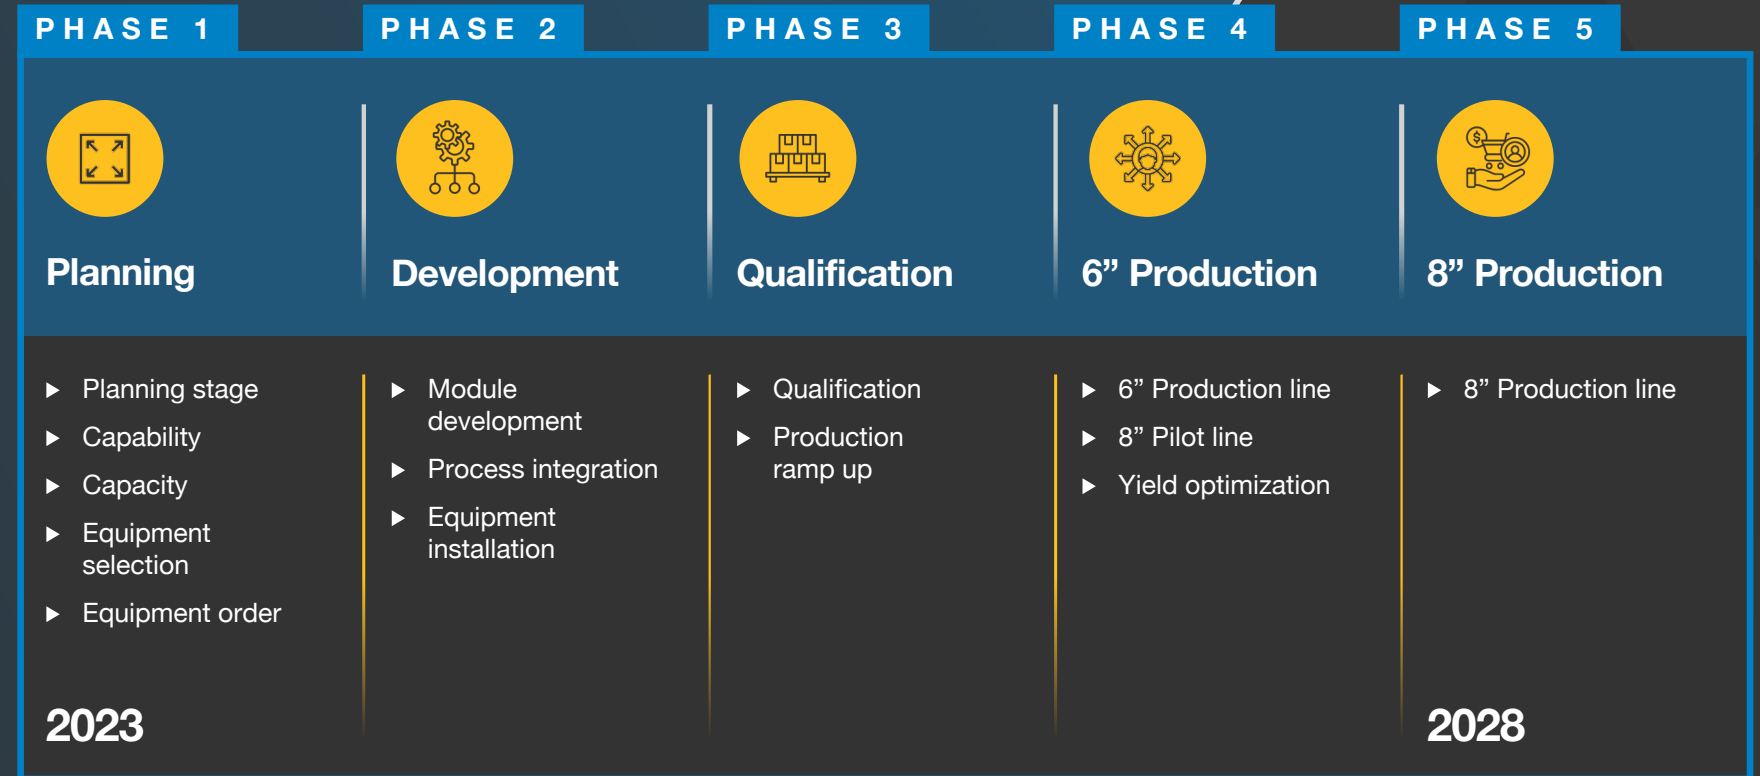 PHASE 1
PHASE 2
PHASE 3
PHASE 4
PHASE 5
Planning
Development
Qualification
6” Production
8” Production
Planning stage
Capability
Capacity
Equipment
selection
Equipment order
2023
Module
development
Process integration
Equipment
installation
Qualification
Production
ramp up
6” Production line
8” Pilot line
Yield optimization
8” Production line
2028